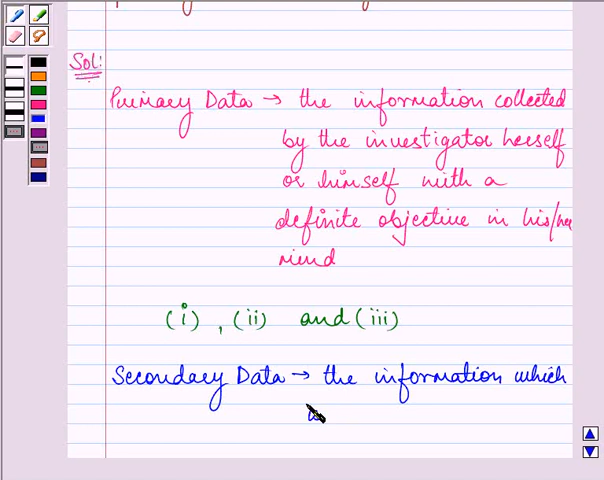 Sol:
Primary Data → the information collected
by the investigator herself
or himself with a
definite objective in his/her
mind
(i) , (ii) and (iii)
Secondary Data → the information which